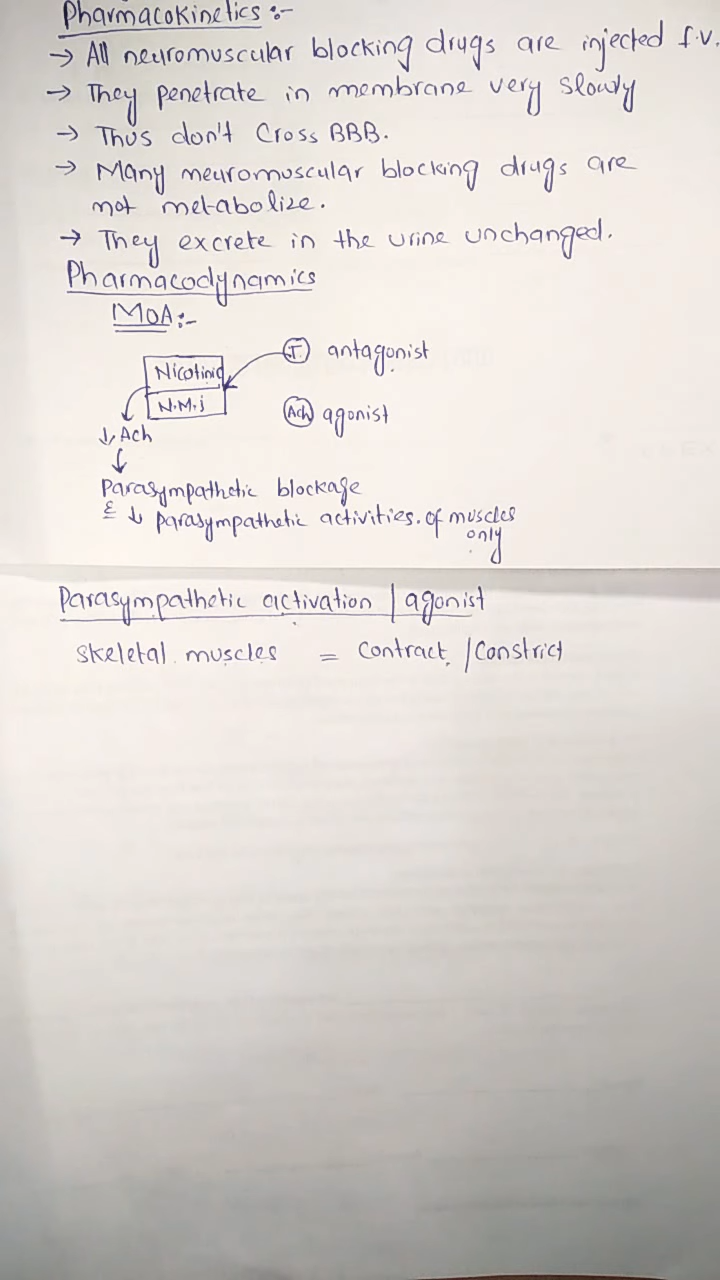 Pharmacokinetics :-
→ All neuromuscular blocking drugs are injected I.V.
→ They penetrate in membrane very slowly
→ Thus don't Cross BBB.
→ Many neuromuscular blocking drugs are
not metabolize.
→ They excrete in the urine unchanged.
Pharmacodynamics
MOA:-
T. antagonist
Nicotinic
N.M.j
Ach agonist
↓ Ach
↓
Parasympathetic blockage
& ↓ parasympathetic activities. of muscles
only
Parasympathetic activation / agonist
Skeletal muscles = Contract. / Constrict